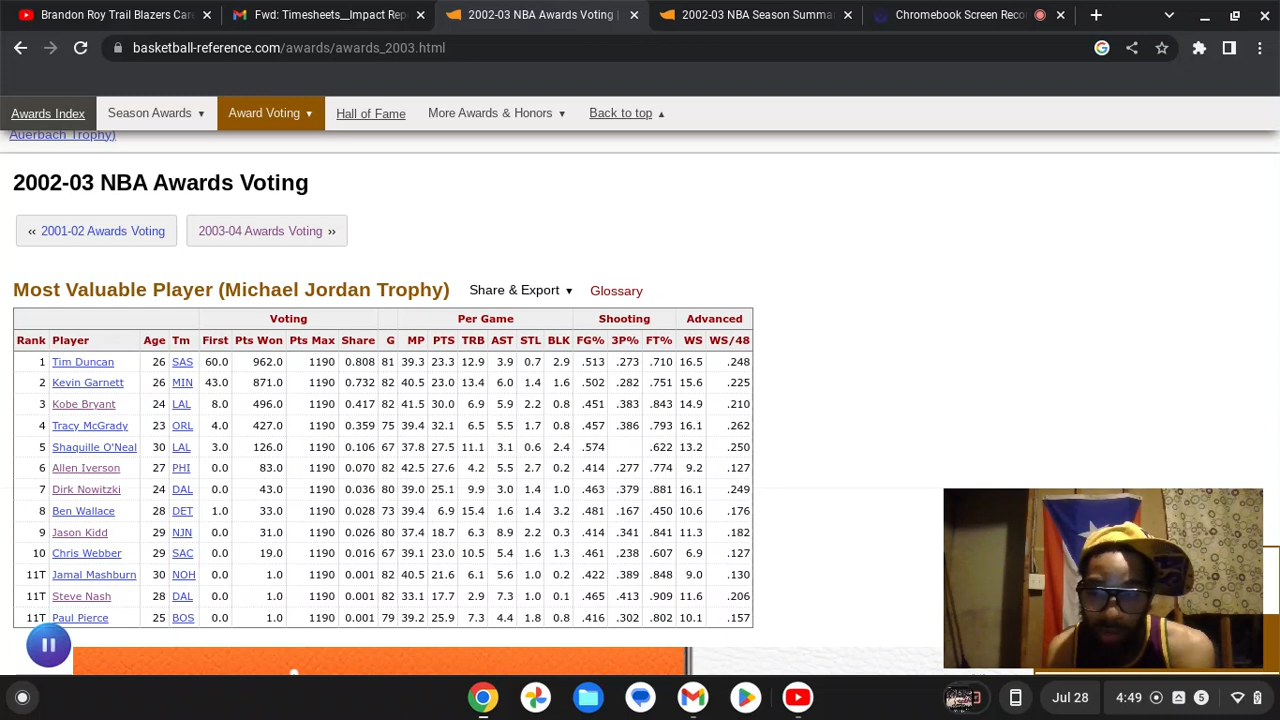 Brandon Roy Trail Blazers Car
Fwd: Timesheets__Impact Rep
2002-03 NBA Awards Voting |
2002-03 NBA Season Summa
Chromebook Screen Reco
basketball-reference.com/awards/awards_2003.html
Awards Index Season Awards ▼ Award Voting ▼ Hall of Fame More Awards & Honors ▼ Back to top ▲
Auerbach Trophy)
2002-03 NBA Awards Voting
« 2001-02 Awards Voting 2003-04 Awards Voting »
Most Valuable Player (Michael Jordan Trophy) Share & Export ▼ Glossary
Voting Per Game Shooting Advanced
Rank Player Age Tm First Pts Won Pts Max Share G MP PTS TRB AST STL BLK FG% 3P% FT% WS WS/48
1 Tim Duncan 26 SAS 60.0 962.0 1190 0.808 81 39.3 23.3 12.9 3.9 0.7 2.9 .513 .273 .710 16.5 .248
2 Kevin Garnett 26 MIN 43.0 871.0 1190 0.732 82 40.5 23.0 13.4 6.0 1.4 1.6 .502 .282 .751 15.6 .225
3 Kobe Bryant 24 LAL 8.0 496.0 1190 0.417 82 41.5 30.0 6.9 5.9 2.2 0.8 .451 .383 .843 14.9 .210
4 Tracy McGrady 23 ORL 4.0 427.0 1190 0.359 75 39.4 32.1 6.5 5.5 1.7 0.8 .457 .386 .793 16.1 .262
5 Shaquille O'Neal 30 LAL 3.0 126.0 1190 0.106 67 37.8 27.5 11.1 3.1 0.6 2.4 .574 .622 13.2 .250
6 Allen Iverson 27 PHI 0.0 83.0 1190 0.070 82 42.5 27.6 4.2 5.5 2.7 0.2 .414 .277 .774 9.2 .127
7 Dirk Nowitzki 24 DAL 0.0 43.0 1190 0.036 80 39.0 25.1 9.9 3.0 1.4 1.0 .463 .379 .881 16.1 .249
8 Ben Wallace 28 DET 1.0 33.0 1190 0.028 73 39.4 6.9 15.4 1.6 1.4 3.2 .481 .167 .450 10.6 .176
9 Jason Kidd 29 NJN 0.0 31.0 1190 0.026 80 37.4 18.7 6.3 8.9 2.2 0.3 .414 .341 .841 11.3 .182
10 Chris Webber 29 SAC 0.0 19.0 1190 0.016 67 39.1 23.0 10.5 5.4 1.6 1.3 .461 .238 .607 6.9 .127
11T Jamal Mashburn 30 NOH 0.0 1.0 1190 0.001 82 40.5 21.6 6.1 5.6 1.0 0.2 .422 .389 .848 9.0 .130
11T Steve Nash 28 DAL 0.0 1.0 1190 0.001 82 33.1 17.7 2.9 7.3 1.0 0.1 .465 .413 .909 11.6 .206
11T Paul Pierce 25 BOS 0.0 1.0 1190 0.001 79 39.2 25.9 7.3 4.4 1.8 0.8 .416 .302 .802 10.1 .157
Jul 28 4:49 5